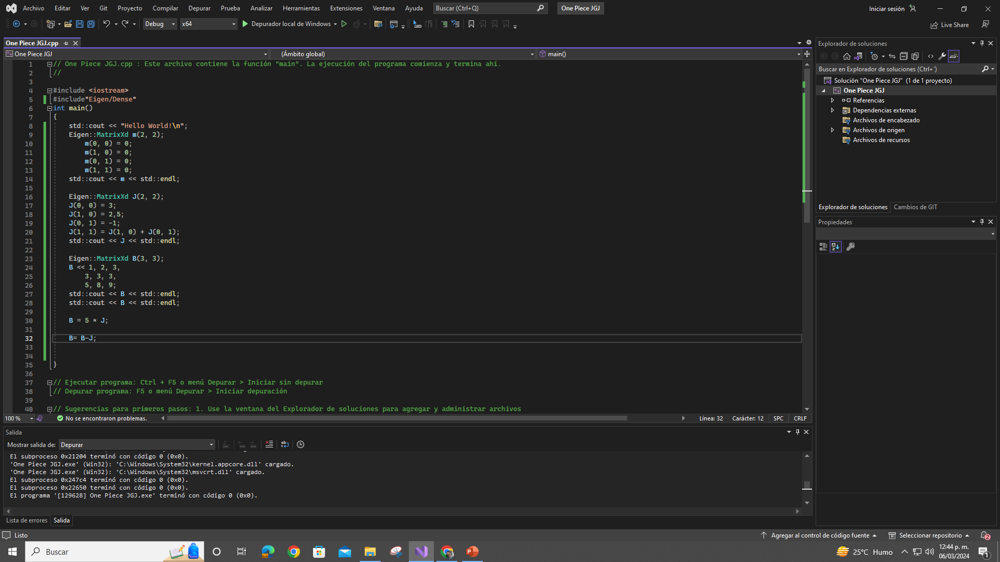 Archivo Editar Ver Git Proyecto Compilar Depurar Prueba Analizar Herramientas Extensiones Ventana Ayuda Buscar (Ctrl+Q) One Piece JGJ Iniciar sesión
Debug x64 Depurador local de Windows Live Share
One Piece JGJ.cpp
One Piece JGJ (Ámbito global) main()
1 // One Piece JGJ.cpp : Este archivo contiene la función "main". La ejecución del programa comienza y termina ahí.
2 //
3
4 #include <iostream>
5 #include"Eigen/Dense"
6 int main()
7 {
8 std::cout << "Hello World!\n";
9 Eigen::MatrixXd m(2, 2);
10 m(0, 0) = 0;
11 m(1, 0) = 0;
12 m(0, 1) = 0;
13 m(1, 1) = 0;
14 std::cout << m << std::endl;
15
16 Eigen::MatrixXd J(2, 2);
17 J(0, 0) = 3;
18 J(1, 0) = 2,5;
19 J(0, 1) = -1;
20 J(1, 1) = J(1, 0) + J(0, 1);
21 std::cout << J << std::endl;
22
23 Eigen::MatrixXd B(3, 3);
24 B << 1, 2, 3,
25 3, 3, 3,
26 5, 8, 9;
27 std::cout << B << std::endl;
28 std::cout << B << std::endl;
29
30 B = 5 * J;
31
32 B= B-J;
33
34
35 }
36
37 // Ejecutar programa: Ctrl + F5 o menú Depurar > Iniciar sin depurar
38 // Depurar programa: F5 o menú Depurar > Iniciar depuración
39
40 // Sugerencias para primeros pasos: 1. Use la ventana del Explorador de soluciones para agregar y administrar archivos
100 % No se encontraron problemas. Línea: 32 Carácter: 12 SPC CRLF
Salida
Mostrar salida de: Depurar
El subproceso 0x21204 terminó con código 0 (0x0).
'One Piece JGJ.exe' (Win32): 'C:\Windows\System32\kernel.appcore.dll' cargado.
'One Piece JGJ.exe' (Win32): 'C:\Windows\System32\msvcrt.dll' cargado.
El subproceso 0x247c4 terminó con código 0 (0x0).
El subproceso 0x22650 terminó con código 0 (0x0).
El programa '[129628] One Piece JGJ.exe' terminó con código 0 (0x0).
Lista de errores Salida
Explorador de soluciones
Buscar en Explorador de soluciones (Ctrl+´)
Solución "One Piece JGJ" (1 de 1 proyecto)
One Piece JGJ
Referencias
Dependencias externas
Archivos de encabezado
Archivos de origen
Archivos de recursos
Explorador de soluciones Cambios de GIT
Propiedades
Listo Agregar al control de código fuente Seleccionar repositorio 2
Buscar 25°C Humo 12:44 p. m.
06/03/2024 1